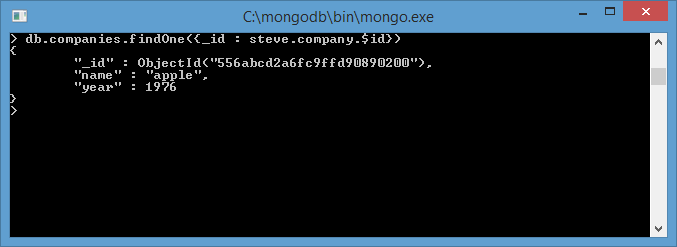 C:\mongodb\bin\mongo.exe
> db.companies.findOne({_id : steve.company.$id})
{
        "_id" : ObjectId("556abcd2a6fc9ffd90890200"),
        "name" : "apple",
        "year" : 1976
}
>